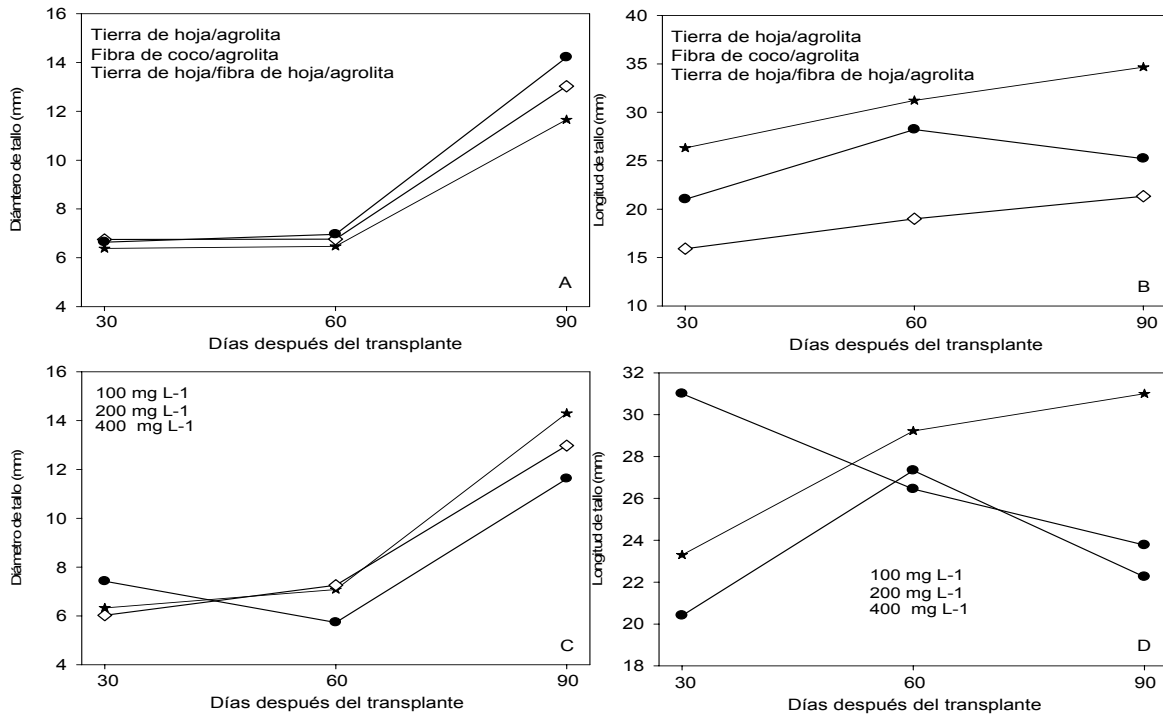 16
14
12
10
8
6
4
Diámtero de tallo (mm)
Tierra de hoja/agrolita
Fibra de coco/agrolita
Tierra de hoja/fibra de hoja/agrolita
A
30
60
90
Días después del transplante
40
35
30
25
20
15
10
Longitud de tallo (mm)
Tierra de hoja/agrolita
Fibra de coco/agrolita
Tierra de hoja/fibra de hoja/agrolita
B
30
60
90
Días después del transplante
16
14
12
10
8
6
4
Diámetro de tallo (mm)
100 mg L-1
200 mg L-1
400 mg L-1
C
30
60
90
Días después del transplante
32
30
28
26
24
22
20
18
Longitud de tallo (mm)
100 mg L-1
200 mg L-1
400 mg L-1
D
30
60
90
Días después del transplante